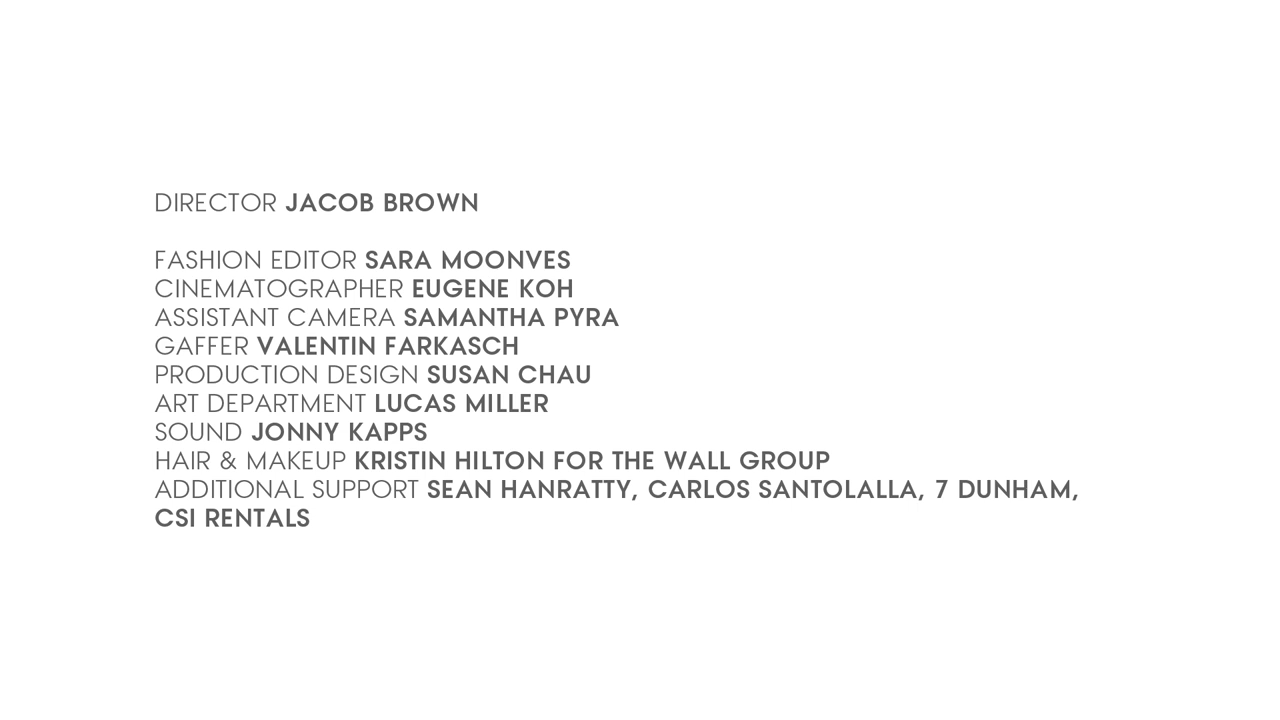 DIRECTOR JACOB BROWN
FASHION EDITOR SARA MOONVES
CINEMATOGRAPHER EUGENE KOH
ASSISTANT CAMERA SAMANTHA PYRA
GAFFER VALENTIN FARKASCH
PRODUCTION DESIGN SUSAN CHAU
ART DEPARTMENT LUCAS MILLER
SOUND JONNY KAPPS
HAIR & MAKEUP KRISTIN HILTON FOR THE WALL GROUP
ADDITIONAL SUPPORT SEAN HANRATTY, CARLOS SANTOLALLA, 7 DUNHAM,
CSI RENTALS